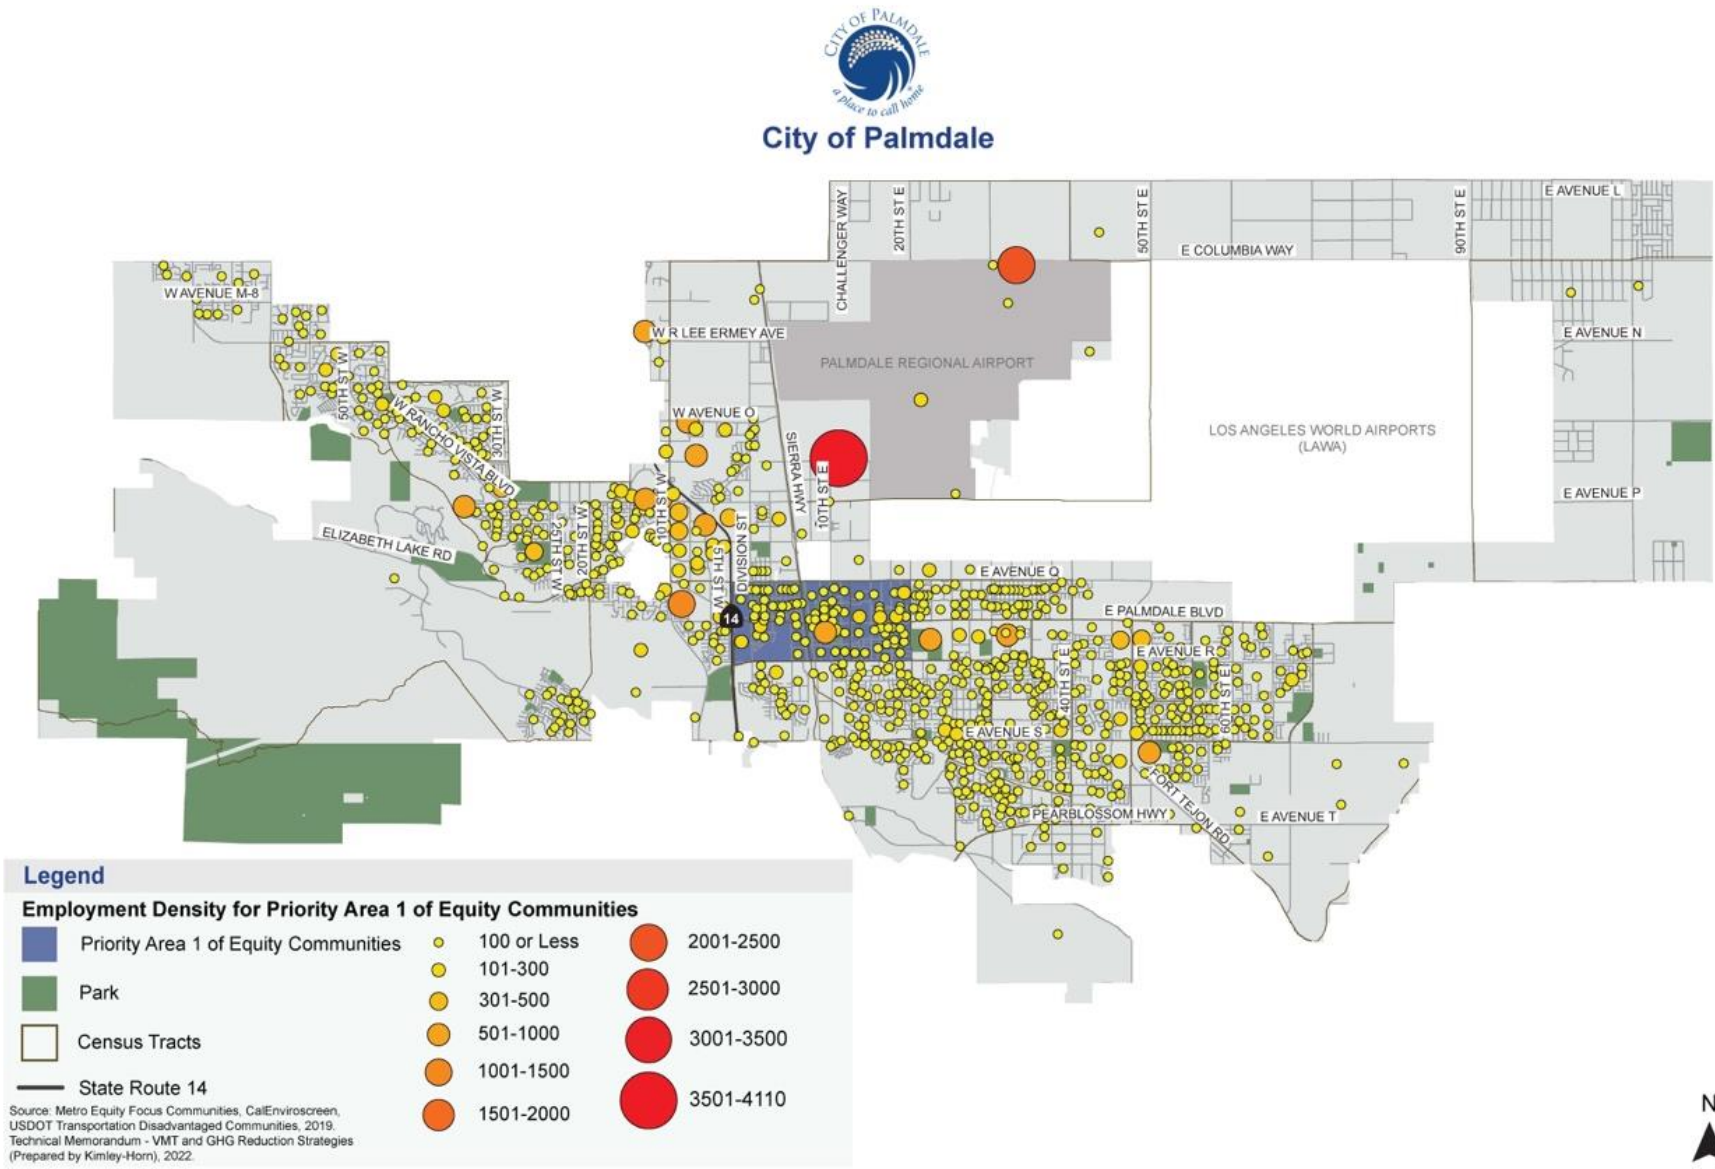 CITY OF PALMDALE
a place to call home
City of Palmdale
E AVENUE L
CHALLENGER WAY
20TH ST E
50TH ST E
90TH ST E
E COLUMBIA WAY
W AVENUE M-8
W R LEE ERMEY AVE
E AVENUE N
PALMDALE REGIONAL AIRPORT
50TH ST W
W RANCHO VISTA BLVD
30TH ST W
W AVENUE O
SIERRA HWY
10TH ST E
LOS ANGELES WORLD AIRPORTS
(LAWA)
E AVENUE P
ELIZABETH LAKE RD
25TH ST W
20TH ST W
10TH ST W
5TH ST W
DIVISION ST
E AVENUE Q
14
E PALMDALE BLVD
E AVENUE R
40TH ST E
60TH ST E
E AVENUE S
FORT TEJON RD
PEARBLOSSOM HWY
E AVENUE T
Legend
Employment Density for Priority Area 1 of Equity Communities
Priority Area 1 of Equity Communities
Park
Census Tracts
State Route 14
100 or Less
101-300
301-500
501-1000
1001-1500
1501-2000
2001-2500
2501-3000
3001-3500
3501-4110
Source: Metro Equity Focus Communities, CalEnviroscreen,
USDOT Transportation Disadvantaged Communities, 2019.
Technical Memorandum - VMT and GHG Reduction Strategies
(Prepared by Kimley-Horn), 2022.
N